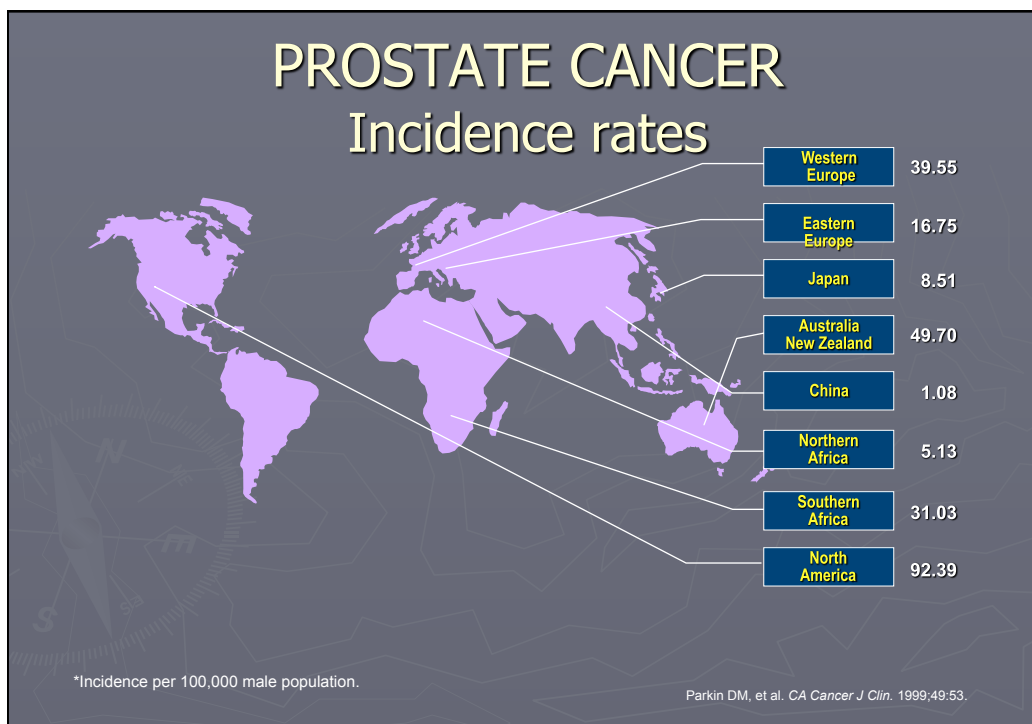 PROSTATE CANCER
Incidence rates
Western
Europe
39.55
Eastern
Europe
16.75
Japan
8.51
Australia
New Zealand
49.70
China
1.08
Northern
Africa
5.13
Southern
Africa
31.03
North
America
92.39
N
E
S
SE
*Incidence per 100,000 male population.
Parkin DM, et al. CA Cancer J Clin. 1999;49:53.